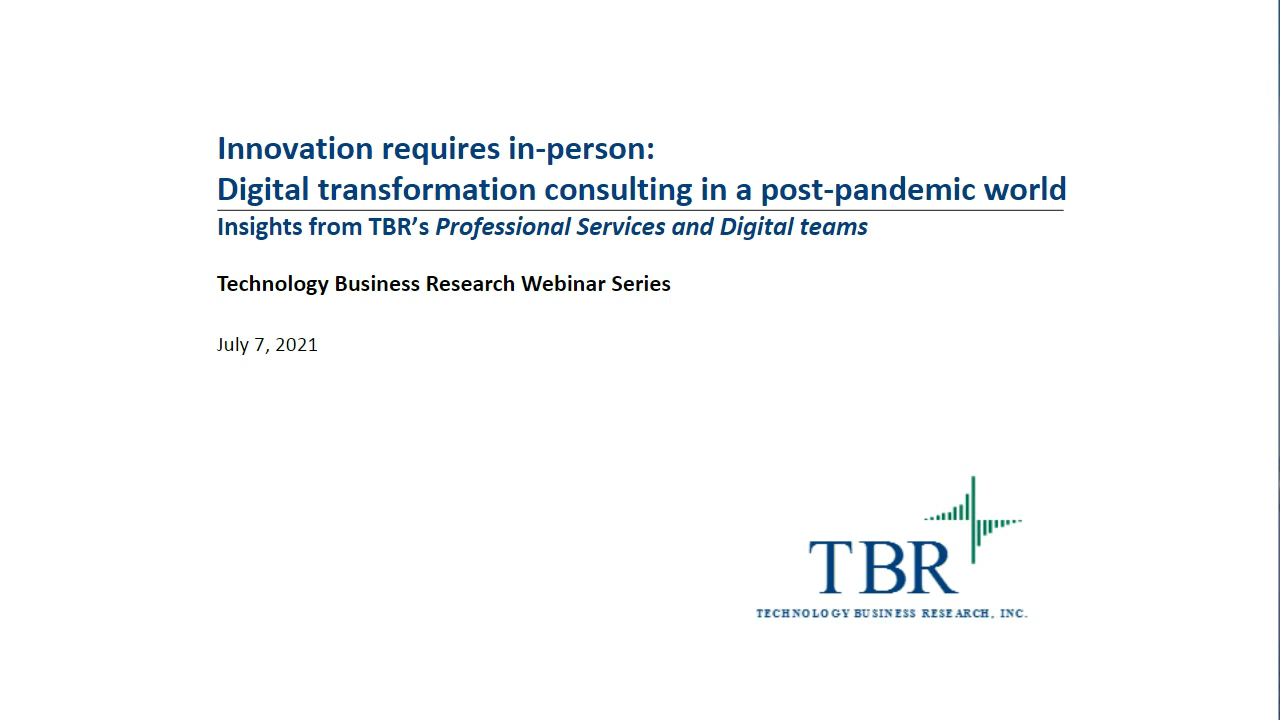 Innovation requires in-person:
Digital transformation consulting in a post-pandemic world
Insights from TBR’s Professional Services and Digital teams
Technology Business Research Webinar Series
July 7, 2021
TBR
TECHNOLOGY BUSINESS RESEARCH, INC.